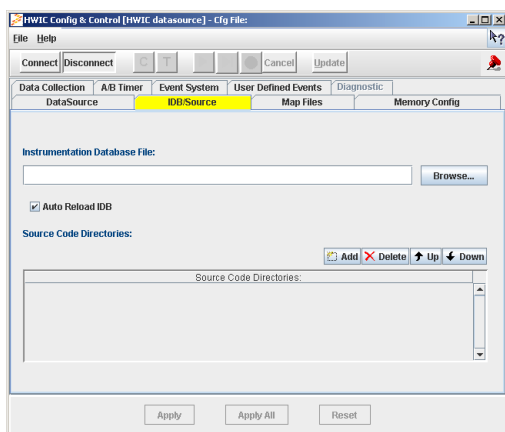 HWIC Config & Control [HWIC datasource] - Cfg File:
File Help
?
Connect Disconnect C T Cancel Update
Data Collection A/B Timer Event System User Defined Events Diagnostic
DataSource IDB/Source Map Files Memory Config
Instrumentation Database File:
Browse...
Auto Reload IDB
Source Code Directories:
Add Delete Up Down
Source Code Directories:
Apply Apply All Reset